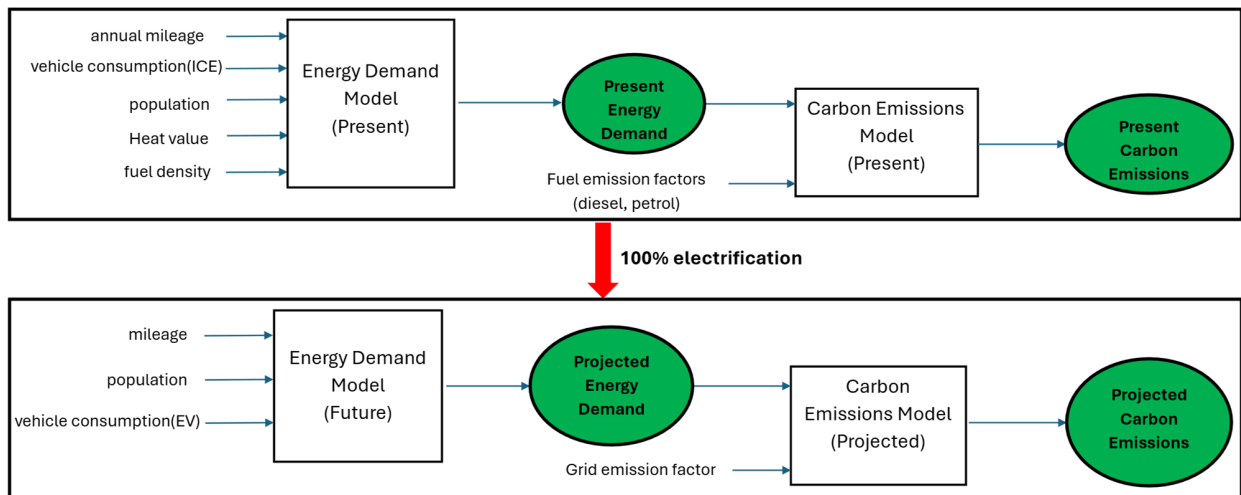 annual mileage
vehicle consumption(ICE)
population
Heat value
fuel density
Energy Demand
Model
(Present)
Present
Energy
Demand
Fuel emission factors
(diesel, petrol)
Carbon Emissions
Model
(Present)
Present
Carbon
Emissions
100% electrification
mileage
population
vehicle consumption(EV)
Energy Demand
Model
(Future)
Projected
Energy
Demand
Grid emission factor
Carbon
Emissions Model
(Projected)
Projected
Carbon
Emissions